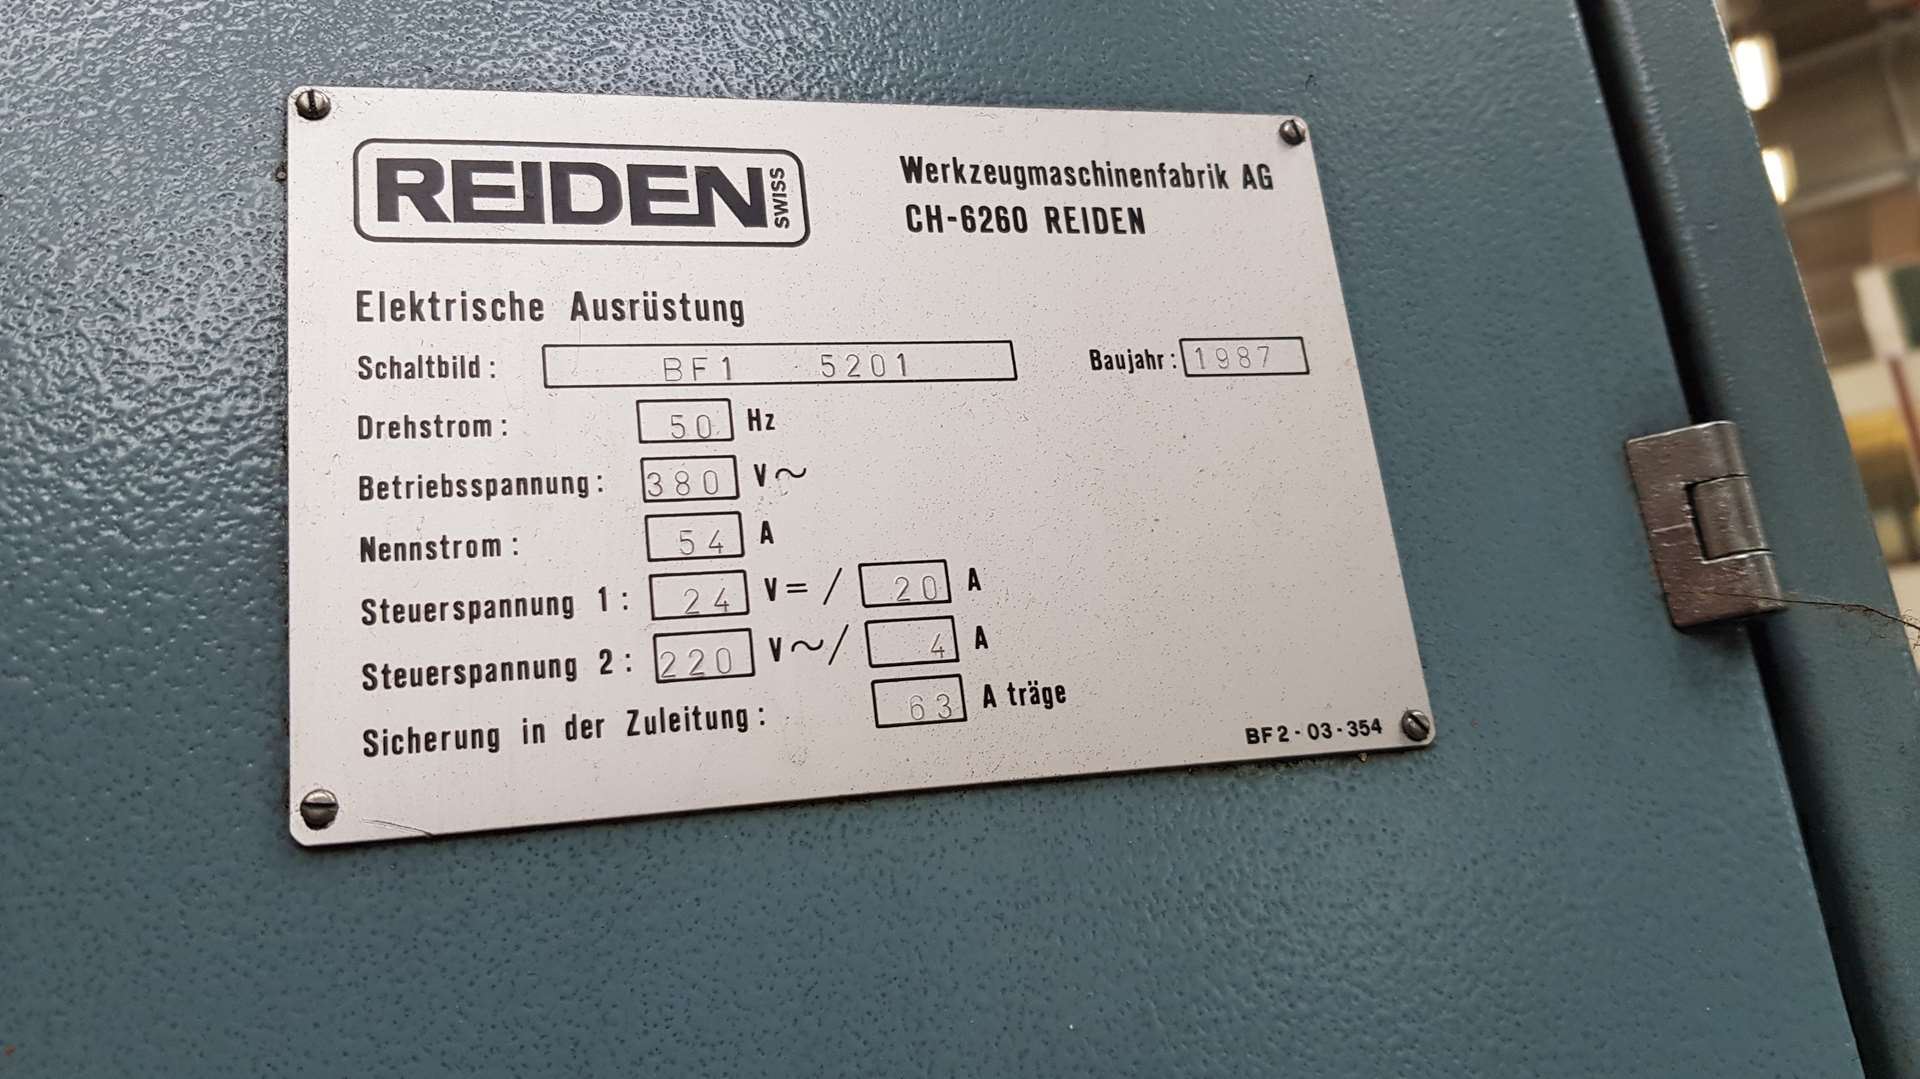 REIDEN SWISS
Werkzeugmaschinenfabrik AG
CH-6260 REIDEN
Elektrische Ausrüstung
Schaltbild: BF1 5201 Baujahr: 1987
Drehstrom: 50 Hz
Betriebsspannung: 380 V~
Nennstrom: 54 A
Steuerspannung 1: 24 V= / 20 A
Steuerspannung 2: 220 V~/ 4 A
Sicherung in der Zuleitung: 63 A träge
BF2-03-354